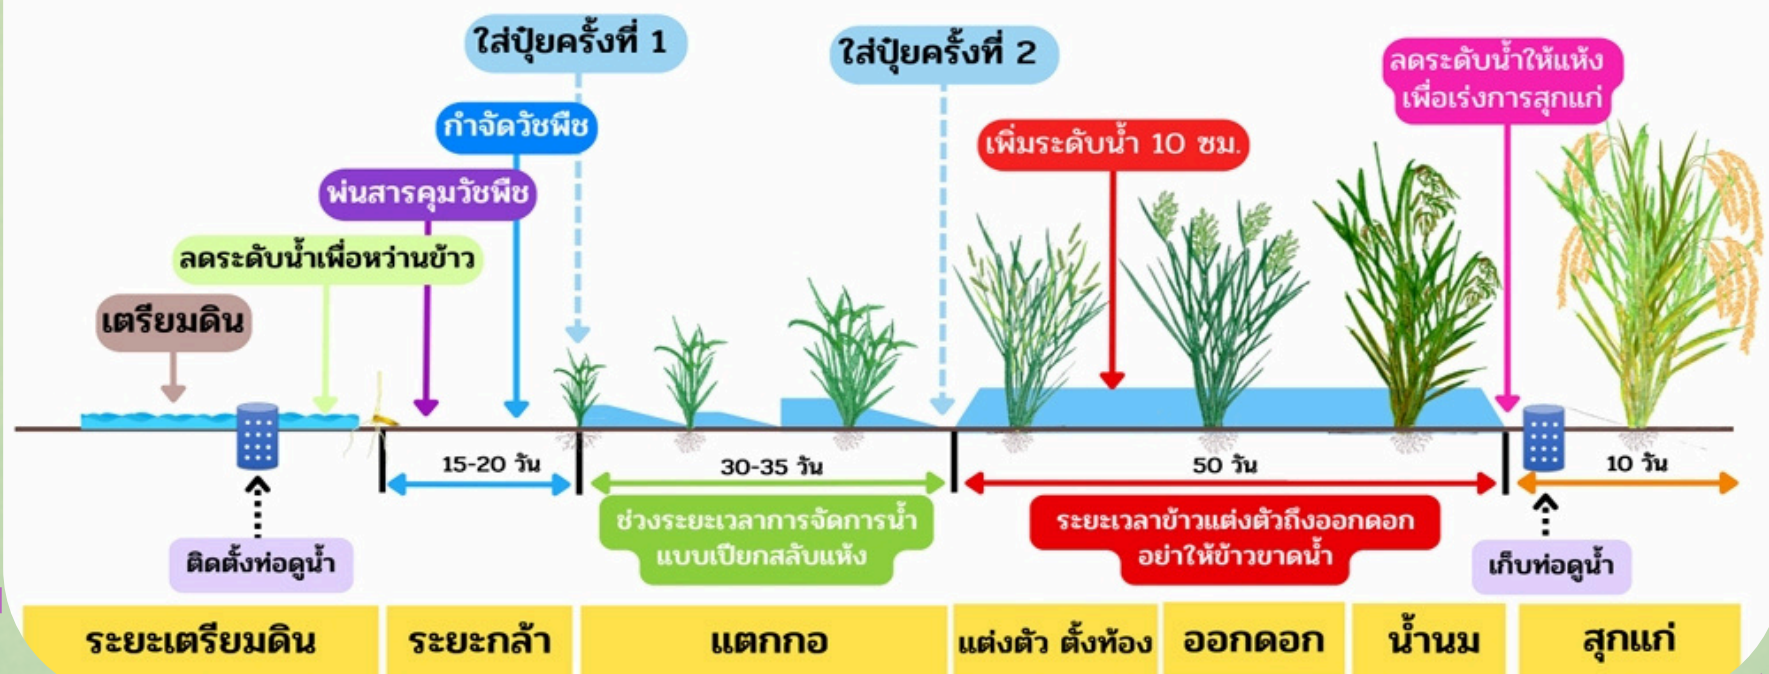 ใส่ปุ๋ยครั้งที่ 1
ใส่ปุ๋ยครั้งที่ 2
ลดระดับน้ำให้แห้ง
เพื่อเร่งการสุกแก่
กำจัดวัชพืช
เพิ่มระดับน้ำ 10 ซม.
พ่นสารคุมวัชพืช
ลดระดับน้ำเพื่อหว่านข้าว
เตรียมดิน
15-20 วัน
30-35 วัน
50 วัน
10 วัน
ช่วงระยะเวลาการจัดการน้ำ
แบบเปียกสลับแห้ง
ระยะเวลาข้าวแต่งตัวถึงออกดอก
อย่าให้ข้าวขาดน้ำ
ติดตั้งท่อดูน้ำ
เก็บท่อดูน้ำ
ระยะเตรียมดิน
ระยะกล้า
แตกกอ
แต่งตัว ตั้งท้อง
ออกดอก
น้ำนม
สุกแก่